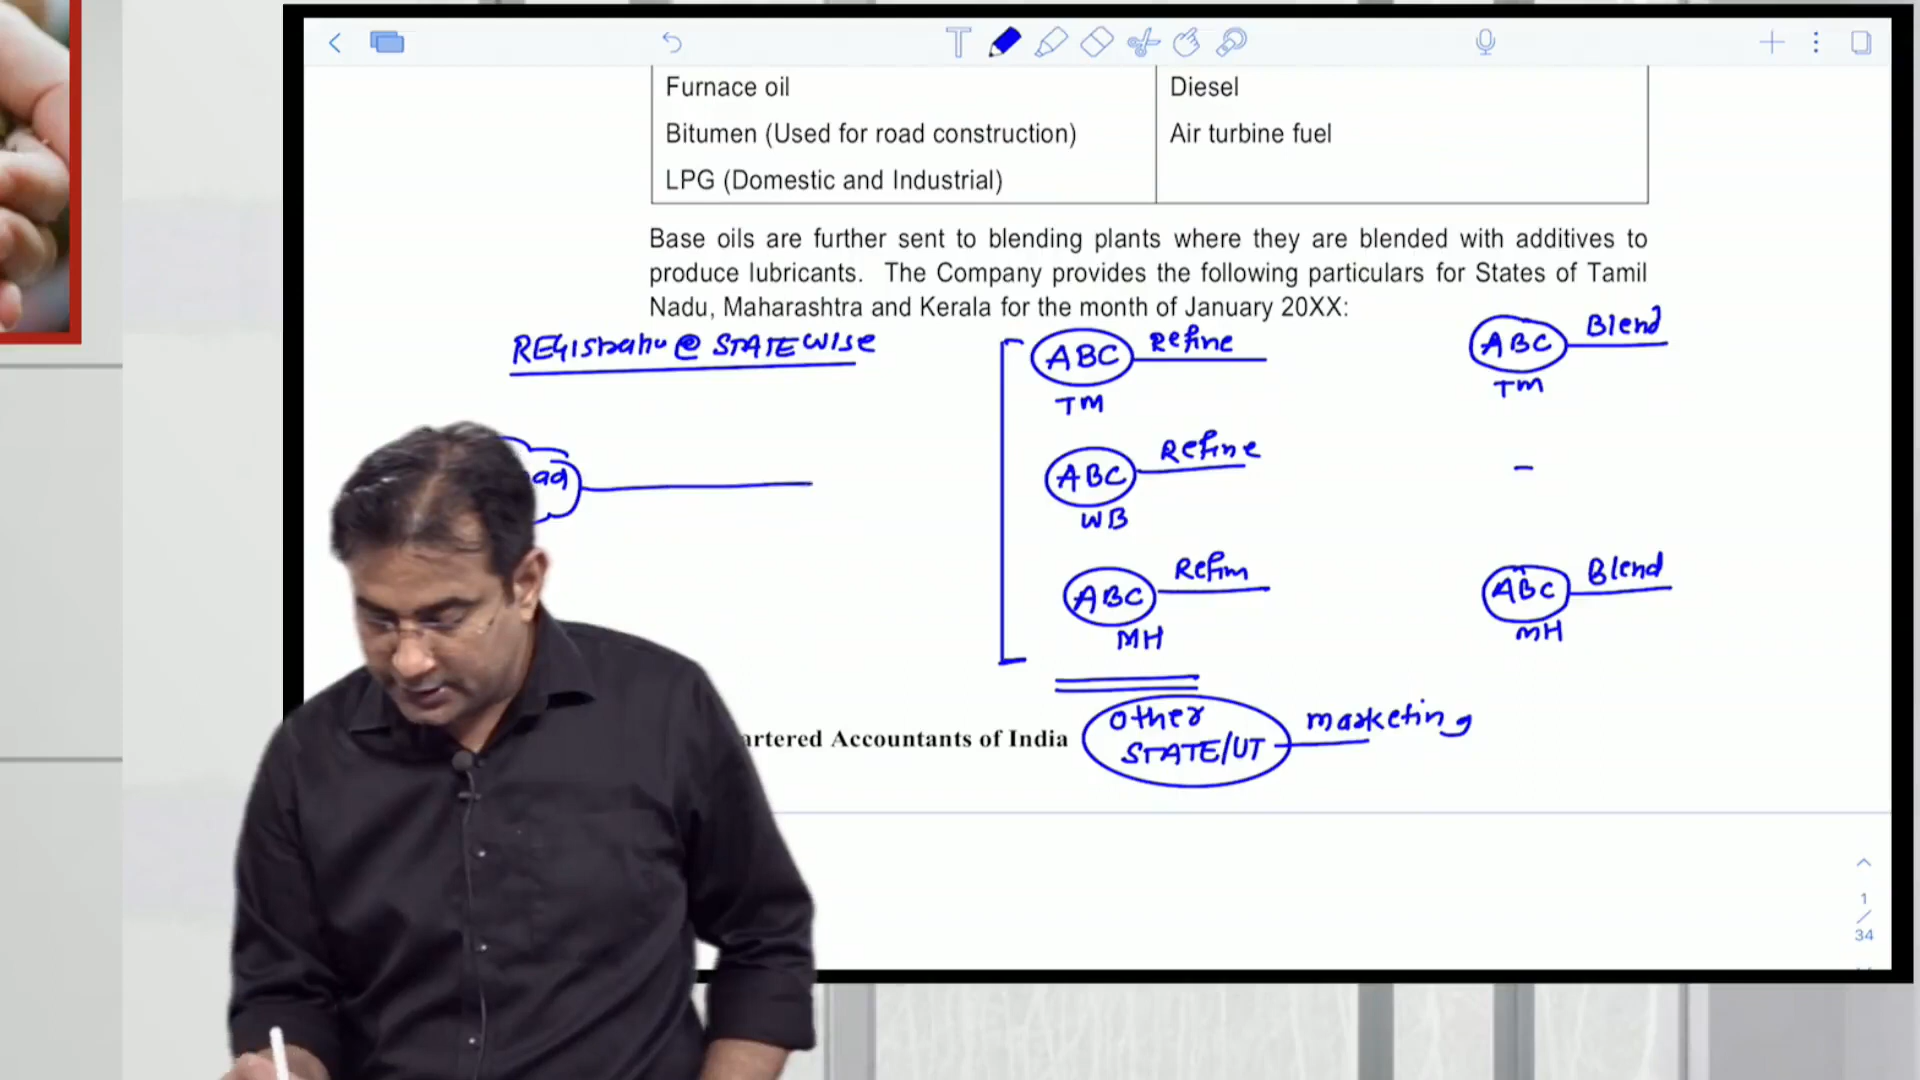 Furnace oil
Diesel
Bitumen (Used for road construction)
Air turbine fuel
LPG (Domestic and Industrial)
Base oils are further sent to blending plants where they are blended with additives to
produce lubricants. The Company provides the following particulars for States of Tamil
Nadu, Maharashtra and Kerala for the month of January 20XX:
@ STATE WISE
ABC Refine
TM
ABC Blend
TM
ABC Refine
WB
-
ABC
MH
ABC Blend
MH
Other
STATE/UT
marketing
artered Accountants of India
1
/
34